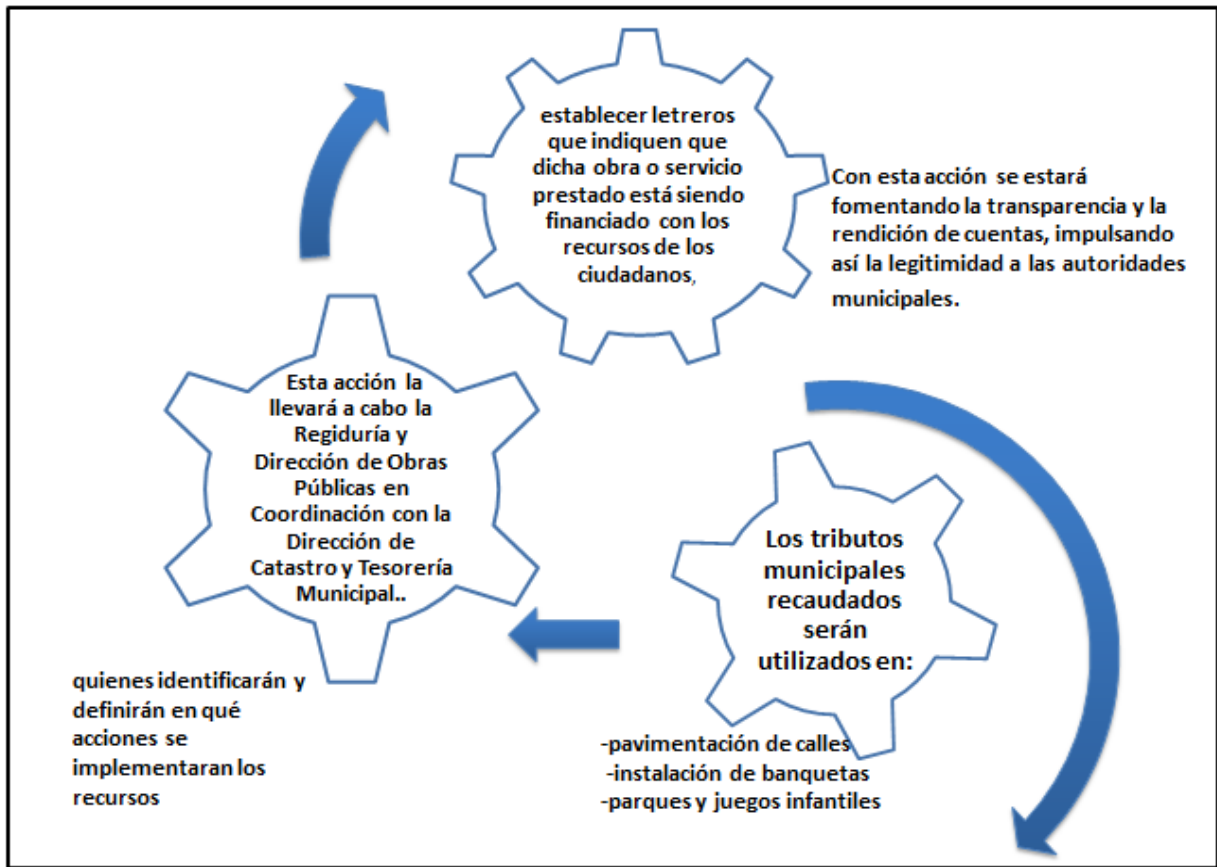 establecer letreros
que indiquen que
dicha obra o servicio
prestado está siendo
financiado con los
recursos de los
ciudadanos,
Con esta acción se estará
fomentando la transparencia y la
rendición de cuentas, impulsando
así la legitimidad a las autoridades
municipales.
Esta acción la
llevará a cabo la
Regiduría y
Dirección de Obras
Públicas en
Coordinación con la
Dirección de
Catastro y Tesorería
Municipal..
quienes identificarán y
definirán en qué
acciones se
implementaran los
recursos
Los tributos
municipales
recaudados
serán
utilizados en:
-pavimentación de calles
-instalación de banquetas
-parques y juegos infantiles